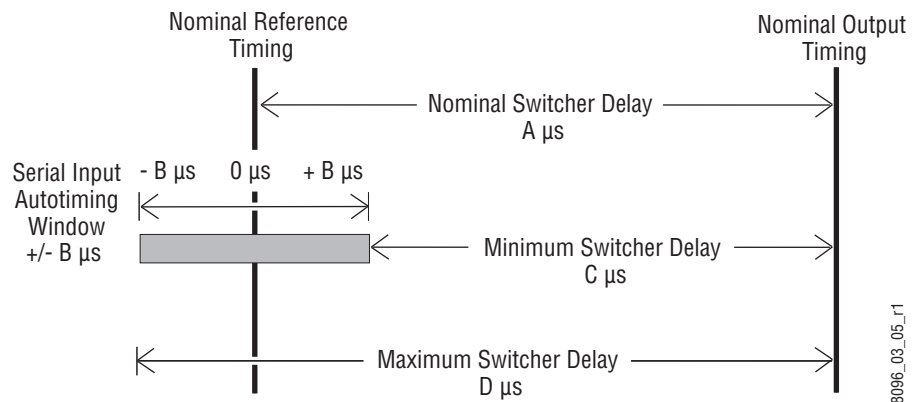 Nominal Reference
Timing
Nominal Output
Timing
Nominal Switcher Delay
A µs
Serial Input
Autotiming
Window
+/- B µs
- B µs
0 µs
+ B µs
Minimum Switcher Delay
C µs
Maximum Switcher Delay
D µs
8096_03_05_r1